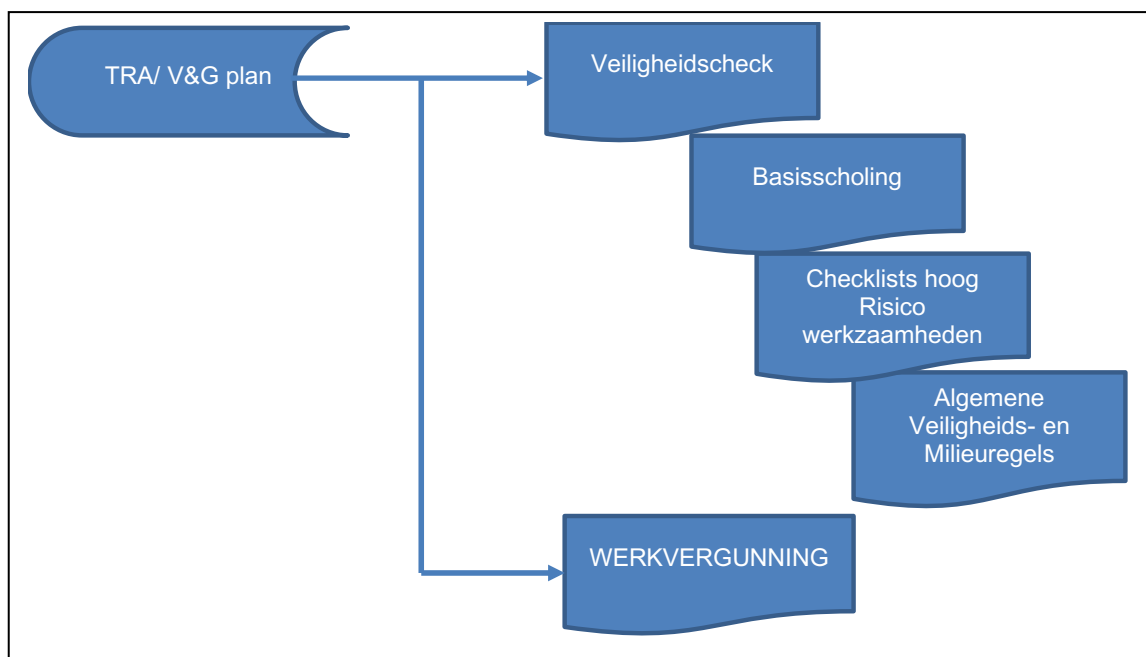 TRA/ V&G plan
Veiligheidscheck
Basisscholing
Checklists hoog
Risico
werkzaamheden
Algemene
Veiligheids- en
Milieuregels
WERKVERGUNNING